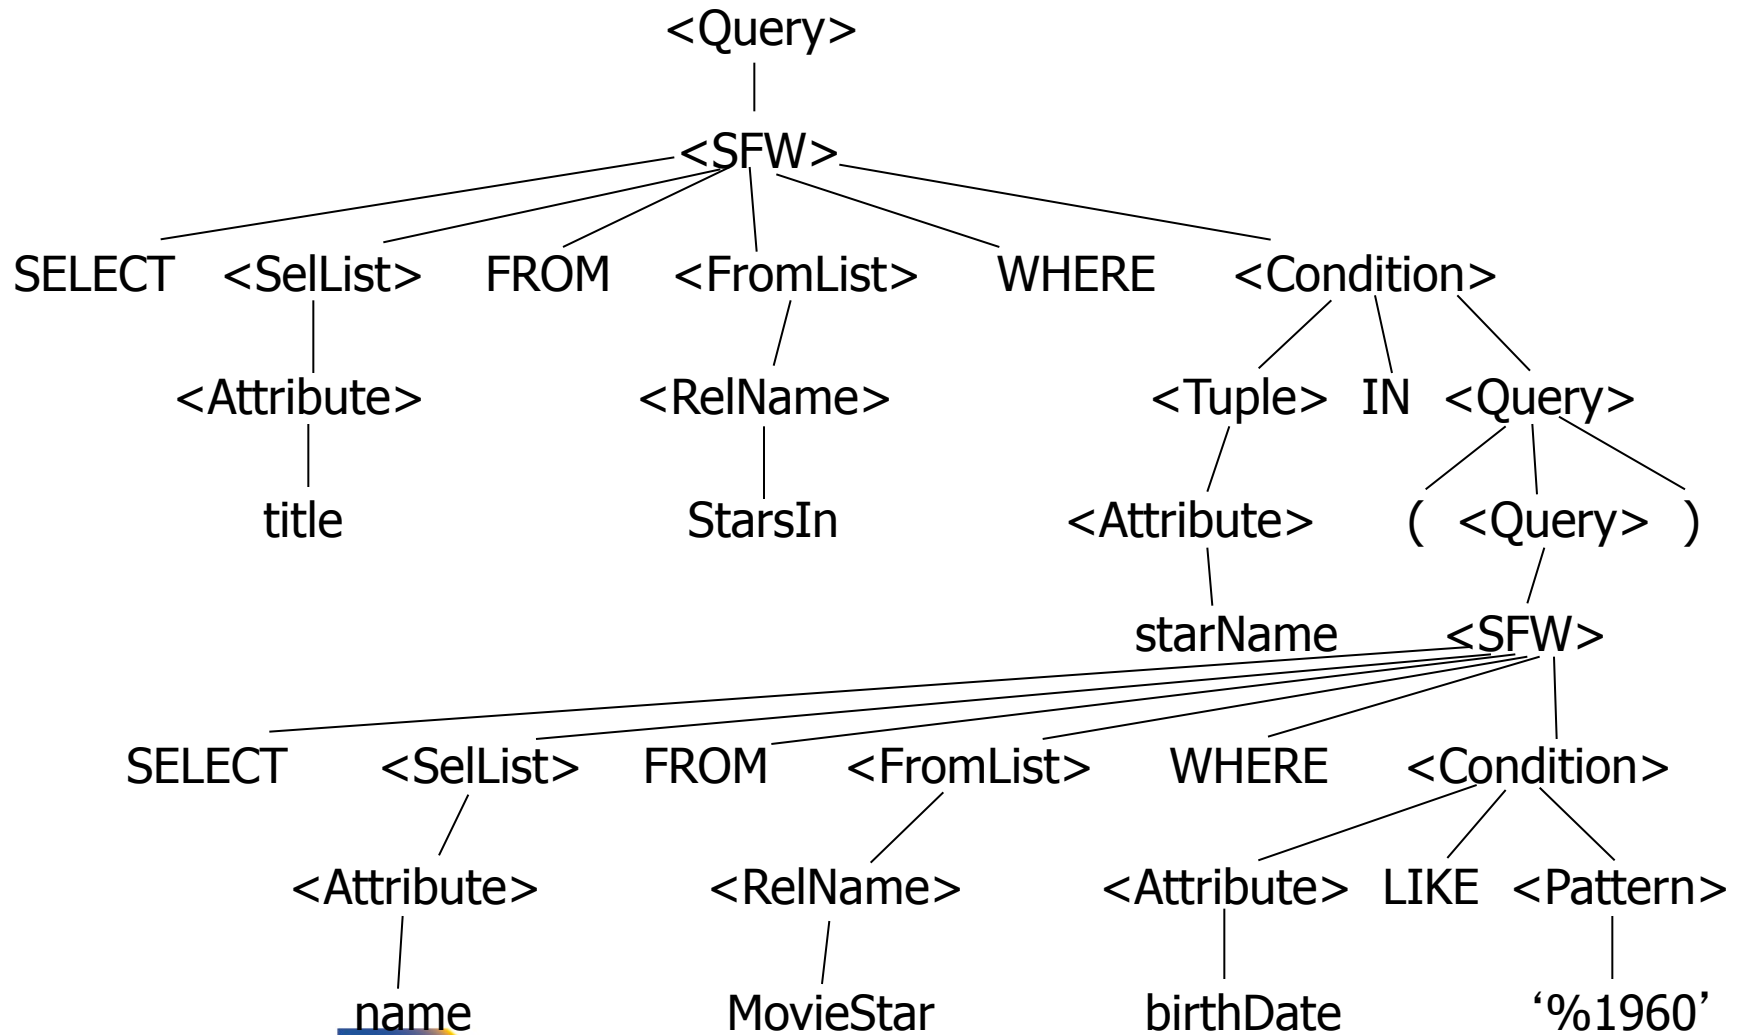 <Query>
<SFW>
SELECT <SelList> FROM <FromList> WHERE <Condition>
<Attribute> <RelName> <Tuple> IN <Query>
title StarsIn <Attribute> ( <Query> )
starName <SFW>
SELECT <SelList> FROM <FromList> WHERE <Condition>
<Attribute> <RelName> <Attribute> LIKE <Pattern>
name MovieStar birthDate ‘%1960’